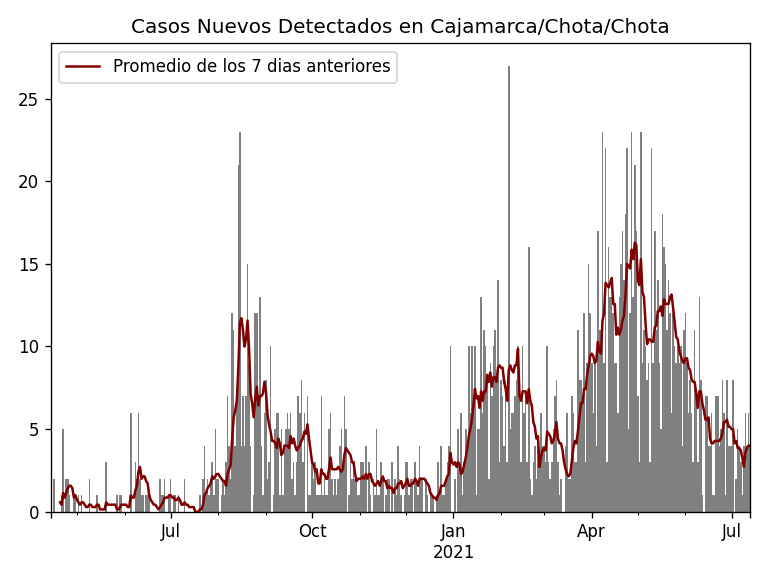 Casos Nuevos Detectados en Cajamarca/Chota/Chota
Promedio de los 7 dias anteriores
25
20
15
10
5
0
Jul
Oct
Jan
2021
Apr
Jul